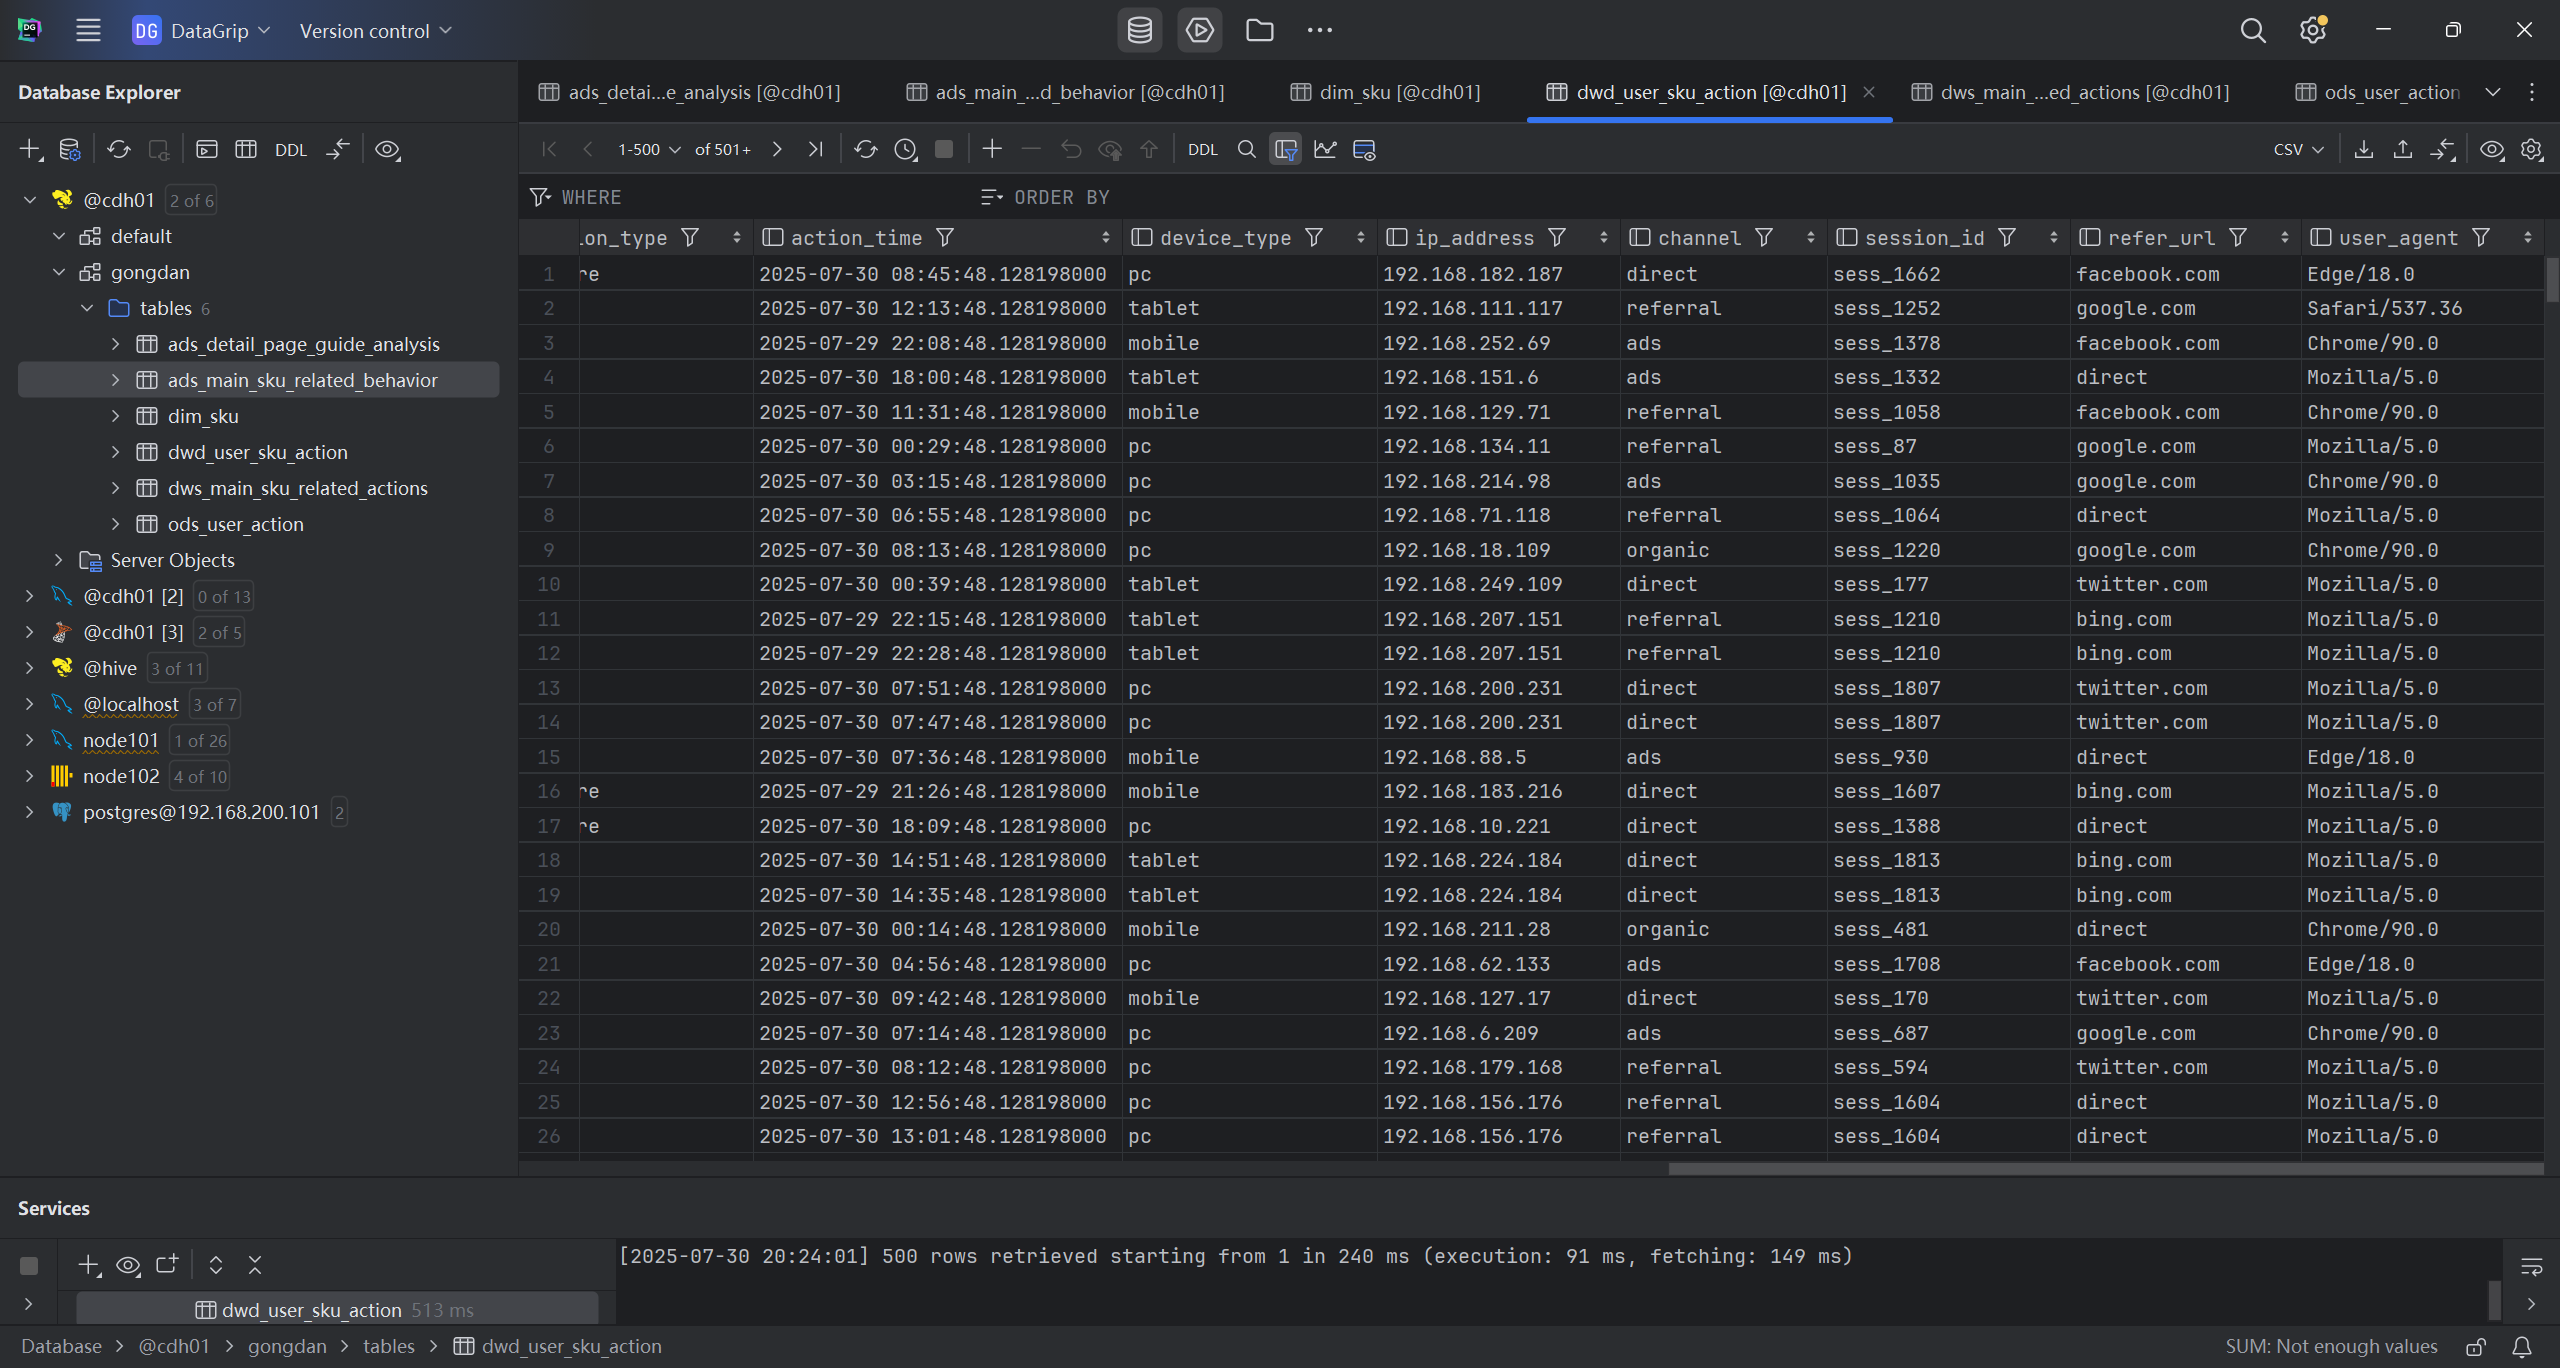 DG DataGrip Version control
Database Explorer
ads_detai...e_analysis [@cdh01] ads_main_...d_behavior [@cdh01] dim_sku [@cdh01] dwd_user_sku_action [@cdh01] dws_main_...ed_actions [@cdh01] ods_user_action
DDL 1-500 of 501+ DDL CSV
WHERE ORDER BY
@cdh01 2 of 6
default
gongdan
tables 6
ads_detail_page_guide_analysis
ads_main_sku_related_behavior
dim_sku
dwd_user_sku_action
dws_main_sku_related_actions
ods_user_action
Server Objects
@cdh01 [2] 0 of 13
@cdh01 [3] 2 of 5
@hive 3 of 11
@localhost 3 of 7
node101 1 of 26
node102 4 of 10
postgres@192.168.200.101 2
ion_type action_time device_type ip_address channel session_id refer_url user_agent
1 re 2025-07-30 08:45:48.128198000 pc 192.168.182.187 direct sess_1662 facebook.com Edge/18.0
2 2025-07-30 12:13:48.128198000 tablet 192.168.111.117 referral sess_1252 google.com Safari/537.36
3 2025-07-29 22:08:48.128198000 mobile 192.168.252.69 ads sess_1378 facebook.com Chrome/90.0
4 2025-07-30 18:00:48.128198000 tablet 192.168.151.6 ads sess_1332 direct Mozilla/5.0
5 2025-07-30 11:31:48.128198000 mobile 192.168.129.71 referral sess_1058 facebook.com Chrome/90.0
6 2025-07-30 00:29:48.128198000 pc 192.168.134.11 referral sess_87 google.com Mozilla/5.0
7 2025-07-30 03:15:48.128198000 pc 192.168.214.98 ads sess_1035 google.com Chrome/90.0
8 2025-07-30 06:55:48.128198000 pc 192.168.71.118 referral sess_1064 direct Mozilla/5.0
9 2025-07-30 08:13:48.128198000 pc 192.168.18.109 organic sess_1220 google.com Chrome/90.0
10 2025-07-30 00:39:48.128198000 tablet 192.168.249.109 direct sess_177 twitter.com Mozilla/5.0
11 2025-07-29 22:15:48.128198000 tablet 192.168.207.151 referral sess_1210 bing.com Mozilla/5.0
12 2025-07-29 22:28:48.128198000 tablet 192.168.207.151 referral sess_1210 bing.com Mozilla/5.0
13 2025-07-30 07:51:48.128198000 pc 192.168.200.231 direct sess_1807 twitter.com Mozilla/5.0
14 2025-07-30 07:47:48.128198000 pc 192.168.200.231 direct sess_1807 twitter.com Mozilla/5.0
15 2025-07-30 07:36:48.128198000 mobile 192.168.88.5 ads sess_930 direct Edge/18.0
16 re 2025-07-29 21:26:48.128198000 mobile 192.168.183.216 direct sess_1607 bing.com Mozilla/5.0
17 re 2025-07-30 18:09:48.128198000 pc 192.168.10.221 direct sess_1388 direct Mozilla/5.0
18 2025-07-30 14:51:48.128198000 tablet 192.168.224.184 direct sess_1813 bing.com Mozilla/5.0
19 2025-07-30 14:35:48.128198000 tablet 192.168.224.184 direct sess_1813 bing.com Mozilla/5.0
20 2025-07-30 00:14:48.128198000 mobile 192.168.211.28 organic sess_481 direct Chrome/90.0
21 2025-07-30 04:56:48.128198000 pc 192.168.62.133 ads sess_1708 facebook.com Edge/18.0
22 2025-07-30 09:42:48.128198000 mobile 192.168.127.17 direct sess_170 twitter.com Mozilla/5.0
23 2025-07-30 07:14:48.128198000 pc 192.168.6.209 ads sess_687 google.com Chrome/90.0
24 2025-07-30 08:12:48.128198000 pc 192.168.179.168 referral sess_594 twitter.com Mozilla/5.0
25 2025-07-30 12:56:48.128198000 pc 192.168.156.176 referral sess_1604 direct Mozilla/5.0
26 2025-07-30 13:01:48.128198000 pc 192.168.156.176 referral sess_1604 direct Mozilla/5.0
Services
[2025-07-30 20:24:01] 500 rows retrieved starting from 1 in 240 ms (execution: 91 ms, fetching: 149 ms)
dwd_user_sku_action 513 ms
Database > @cdh01 > gongdan > tables > dwd_user_sku_action SUM: Not enough values